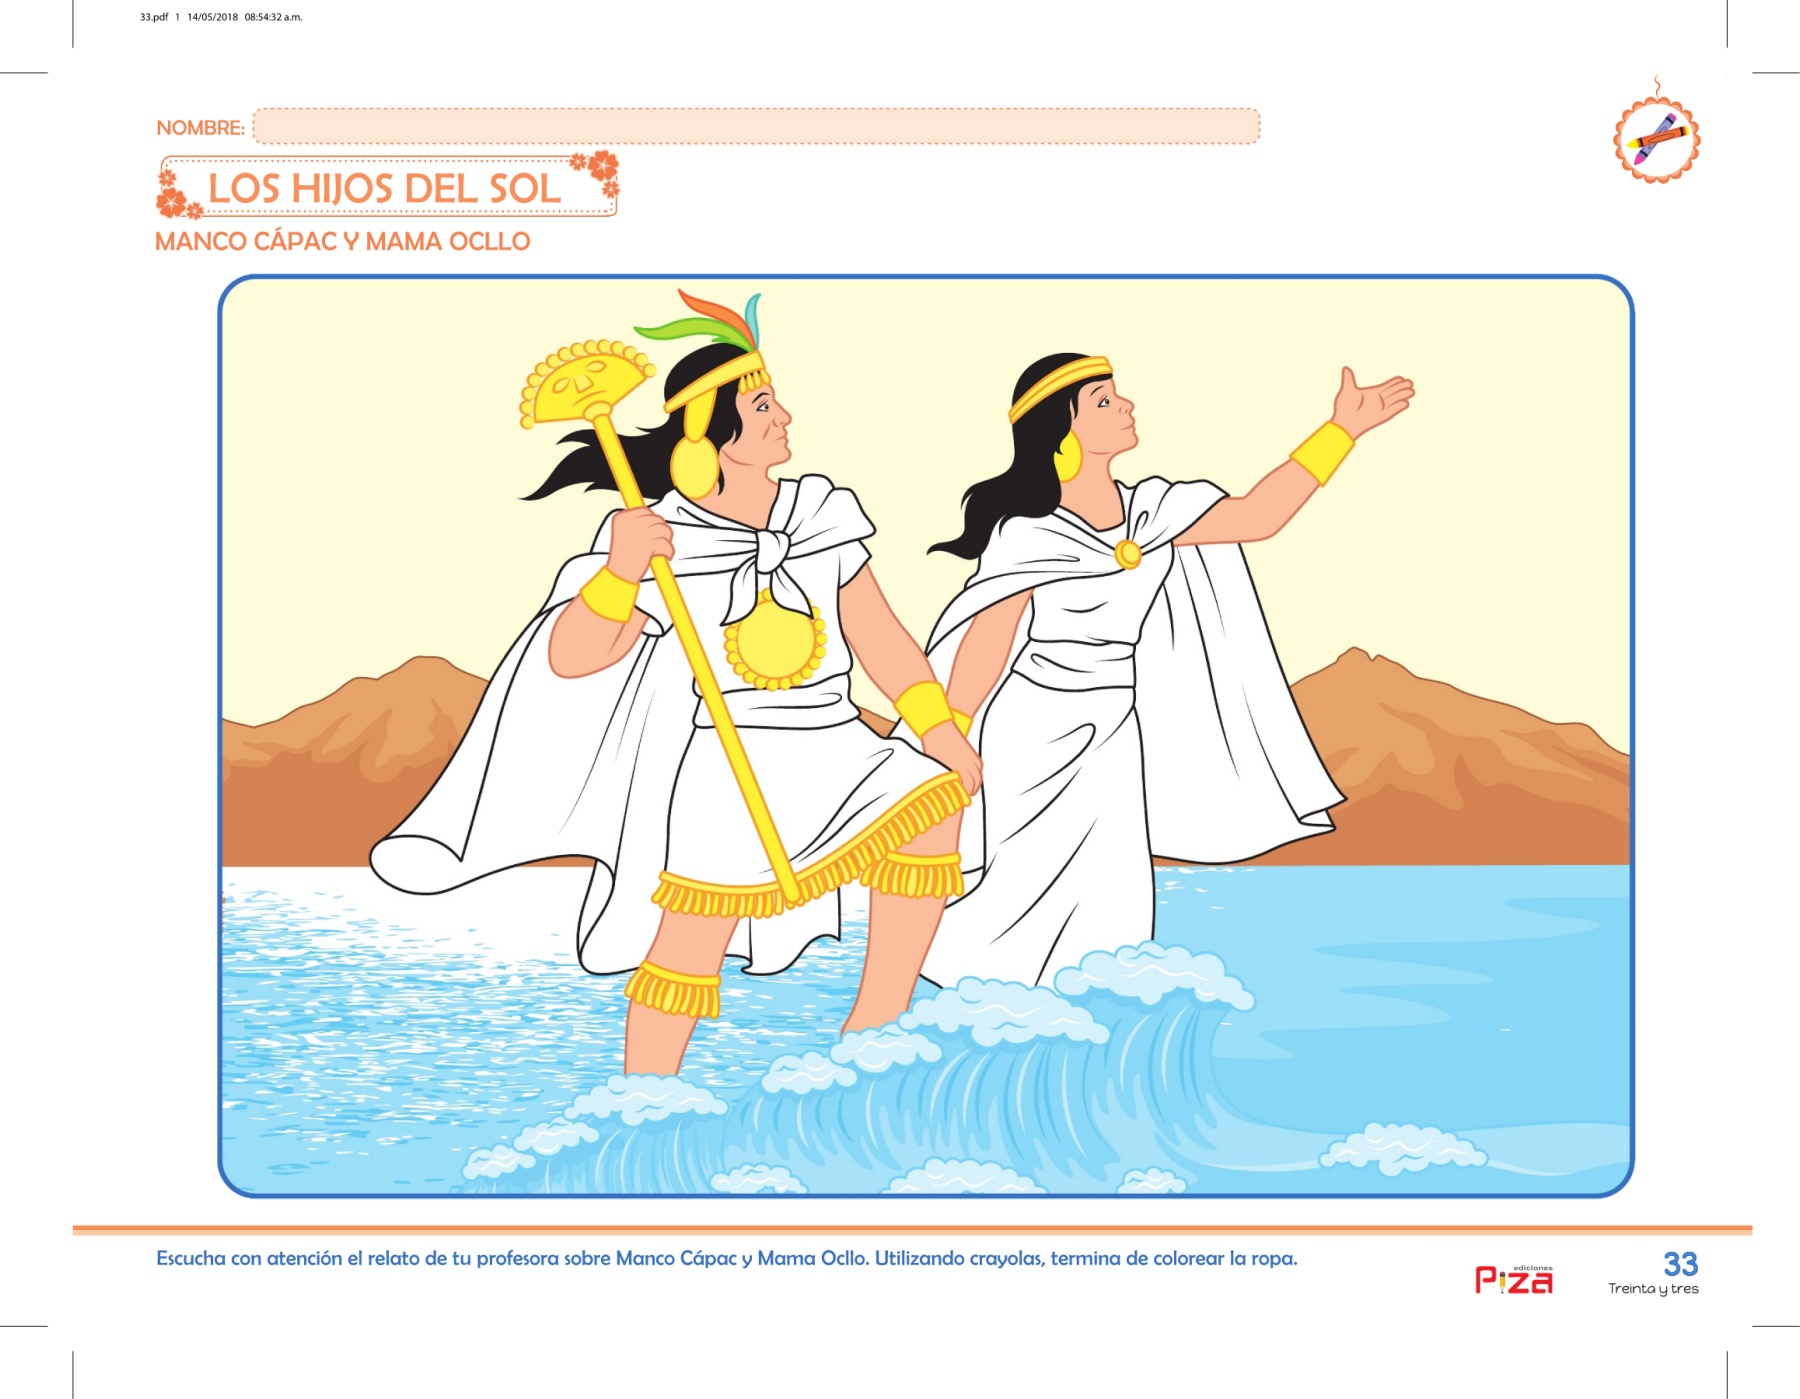 33.pdf 1 14/05/2018 08:54:32 a.m.
NOMBRE:
LOS HIJOS DEL SOL
MANCO CÁPAC Y MAMA OCLLO
Escucha con atención el relato de tu profesora sobre Manco Cápac y Mama Ocllo. Utilizando crayolas, termina de colorear la ropa.
ediciones
Piza
33
Treinta y tres